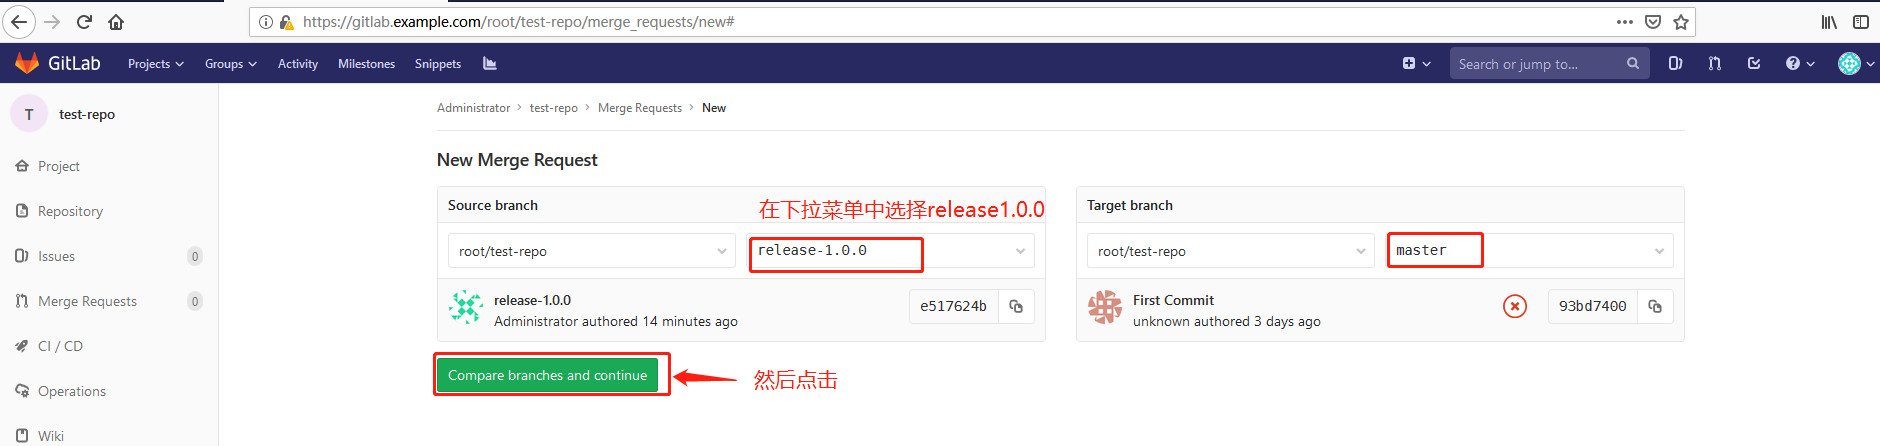 https://gitlab.example.com/root/test-repo/merge_requests/new#
GitLab Projects Groups Activity Milestones Snippets Search or jump to...
T test-repo
Project
Repository
Issues 0
Merge Requests 0
CI / CD
Operations
Wiki
Administrator > test-repo > Merge Requests > New
New Merge Request
Source branch
在下拉菜单中选择release1.0.0
root/test-repo release-1.0.0
release-1.0.0
Administrator authored 14 minutes ago
e517624b
Target branch
root/test-repo master
First Commit
unknown authored 3 days ago
93bd7400
Compare branches and continue
然后点击